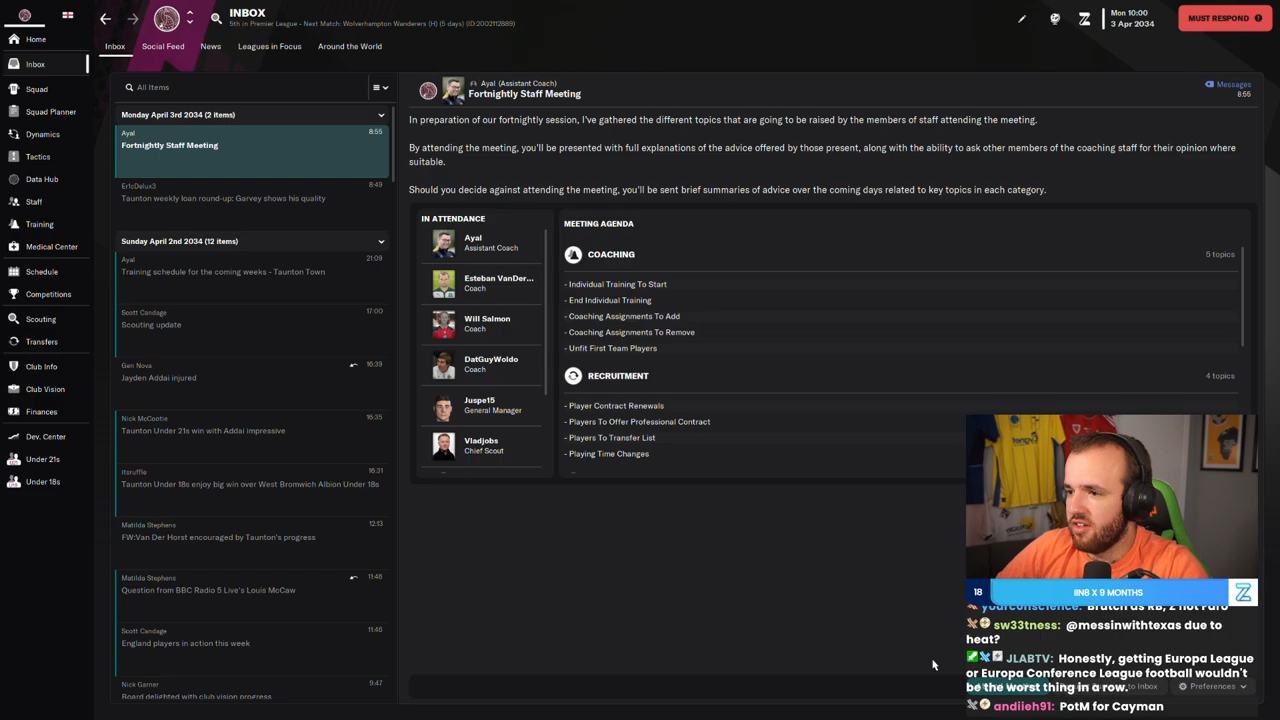 INBOX
5th in Premier League - Next Match: Wolverhampton Wanderers (H) (5 days) (ID:2002112889)
Mon 10:00
3 Apr 2034
MUST RESPOND
Inbox
Social Feed
News
Leagues in Focus
Around the World
Home
Inbox
Squad
Squad Planner
Dynamics
Tactics
Data Hub
Staff
Training
Medical Center
Schedule
Competitions
Scouting
Transfers
Club Info
Club Vision
Finances
Dev. Center
Under 21s
Under 18s
All Items
Monday April 3rd 2034 (2 items)
Ayal
8:55
Fortnightly Staff Meeting
EricDelux3
8:49
Taunton weekly loan round-up: Garvey shows his quality
Sunday April 2nd 2034 (12 items)
Ayal
21:09
Training schedule for the coming weeks - Taunton Town
Scott Candage
17:00
Scouting update
Gen Nova
16:39
Jayden Addai injured
Nick McCootie
16:35
Taunton Under 21s win with Addai impressive
Itsruffle
16:31
Taunton Under 18s enjoy big win over West Bromwich Albion Under 18s
Matilda Stephens
12:13
FW:Van Der Horst encouraged by Taunton's progress
Matilda Stephens
11:46
Question from BBC Radio 5 Live's Louis McCaw
Scott Candage
11:46
England players in action this week
Nick Garner
9:47
Board delighted with club vision progress
Ayal (Assistant Coach)
Fortnightly Staff Meeting
Messages
8:55
In preparation of our fortnightly session, I've gathered the different topics that are going to be raised by the members of staff attending the meeting.
By attending the meeting, you'll be presented with full explanations of the advice offered by those present, along with the ability to ask other members of the coaching staff for their opinion where
suitable.
Should you decide against attending the meeting, you'll be sent brief summaries of advice over the coming days related to key topics in each category.
IN ATTENDANCE
Ayal
Assistant Coach
Esteban VanDer...
Coach
Will Salmon
Coach
DatGuyWoldo
Coach
Juspe15
General Manager
Vladjobs
Chief Scout
MEETING AGENDA
COACHING
5 topics
- Individual Training To Start
- End Individual Training
- Coaching Assignments To Add
- Coaching Assignments To Remove
- Unfit First Team Players
RECRUITMENT
4 topics
- Player Contract Renewals
- Players To Offer Professional Contract
- Players To Transfer List
- Playing Time Changes
18
IIN8 X 9 MONTHS
sw33tness: @messinwithtexas due to
heat?
JLABTV: Honestly, getting Europa League
or Europa Conference League football wouldn't
be the worst thing in a row.
to Inbox
Preferences
andiieh91: PotM for Cayman